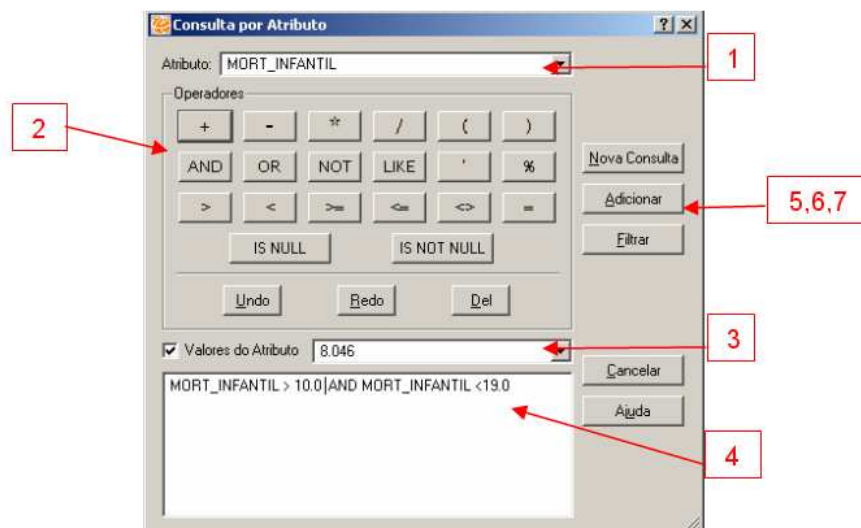 Consulta por Atributo
Atributo: MORT_INFANTIL
1
Operadores
2
+ - * / ( )
AND OR NOT LIKE ' %
Nova Consulta
> < >= <= <> =
Adicionar
5,6,7
IS NULL IS NOT NULL
Filtrar
Undo Redo Del
3
Valores do Atributo 8.046
Cancelar
MORT_INFANTIL > 10.0 AND MORT_INFANTIL <19.0
Ajuda
4